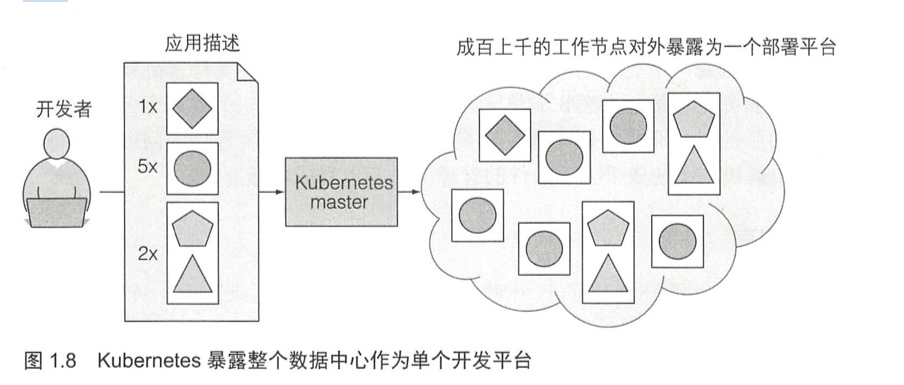 应用描述
成百上千的工作节点对外暴露为一个部署平台
开发者
1x
5x
2x
Kubernetes
master
图 1.8 Kubernetes 暴露整个数据中心作为单个开发平台